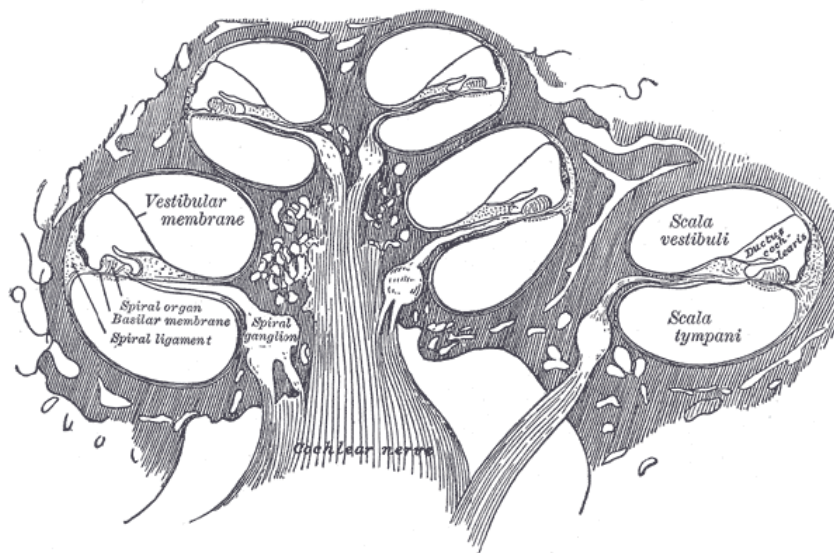 Vestibular
membrane
Spiral organ
Basilar membrane
Spiral ligament
Spiral
ganglion
Cochlear nerve
Scala
vestibuli
Ductus
coch-
learis
Scala
tympani